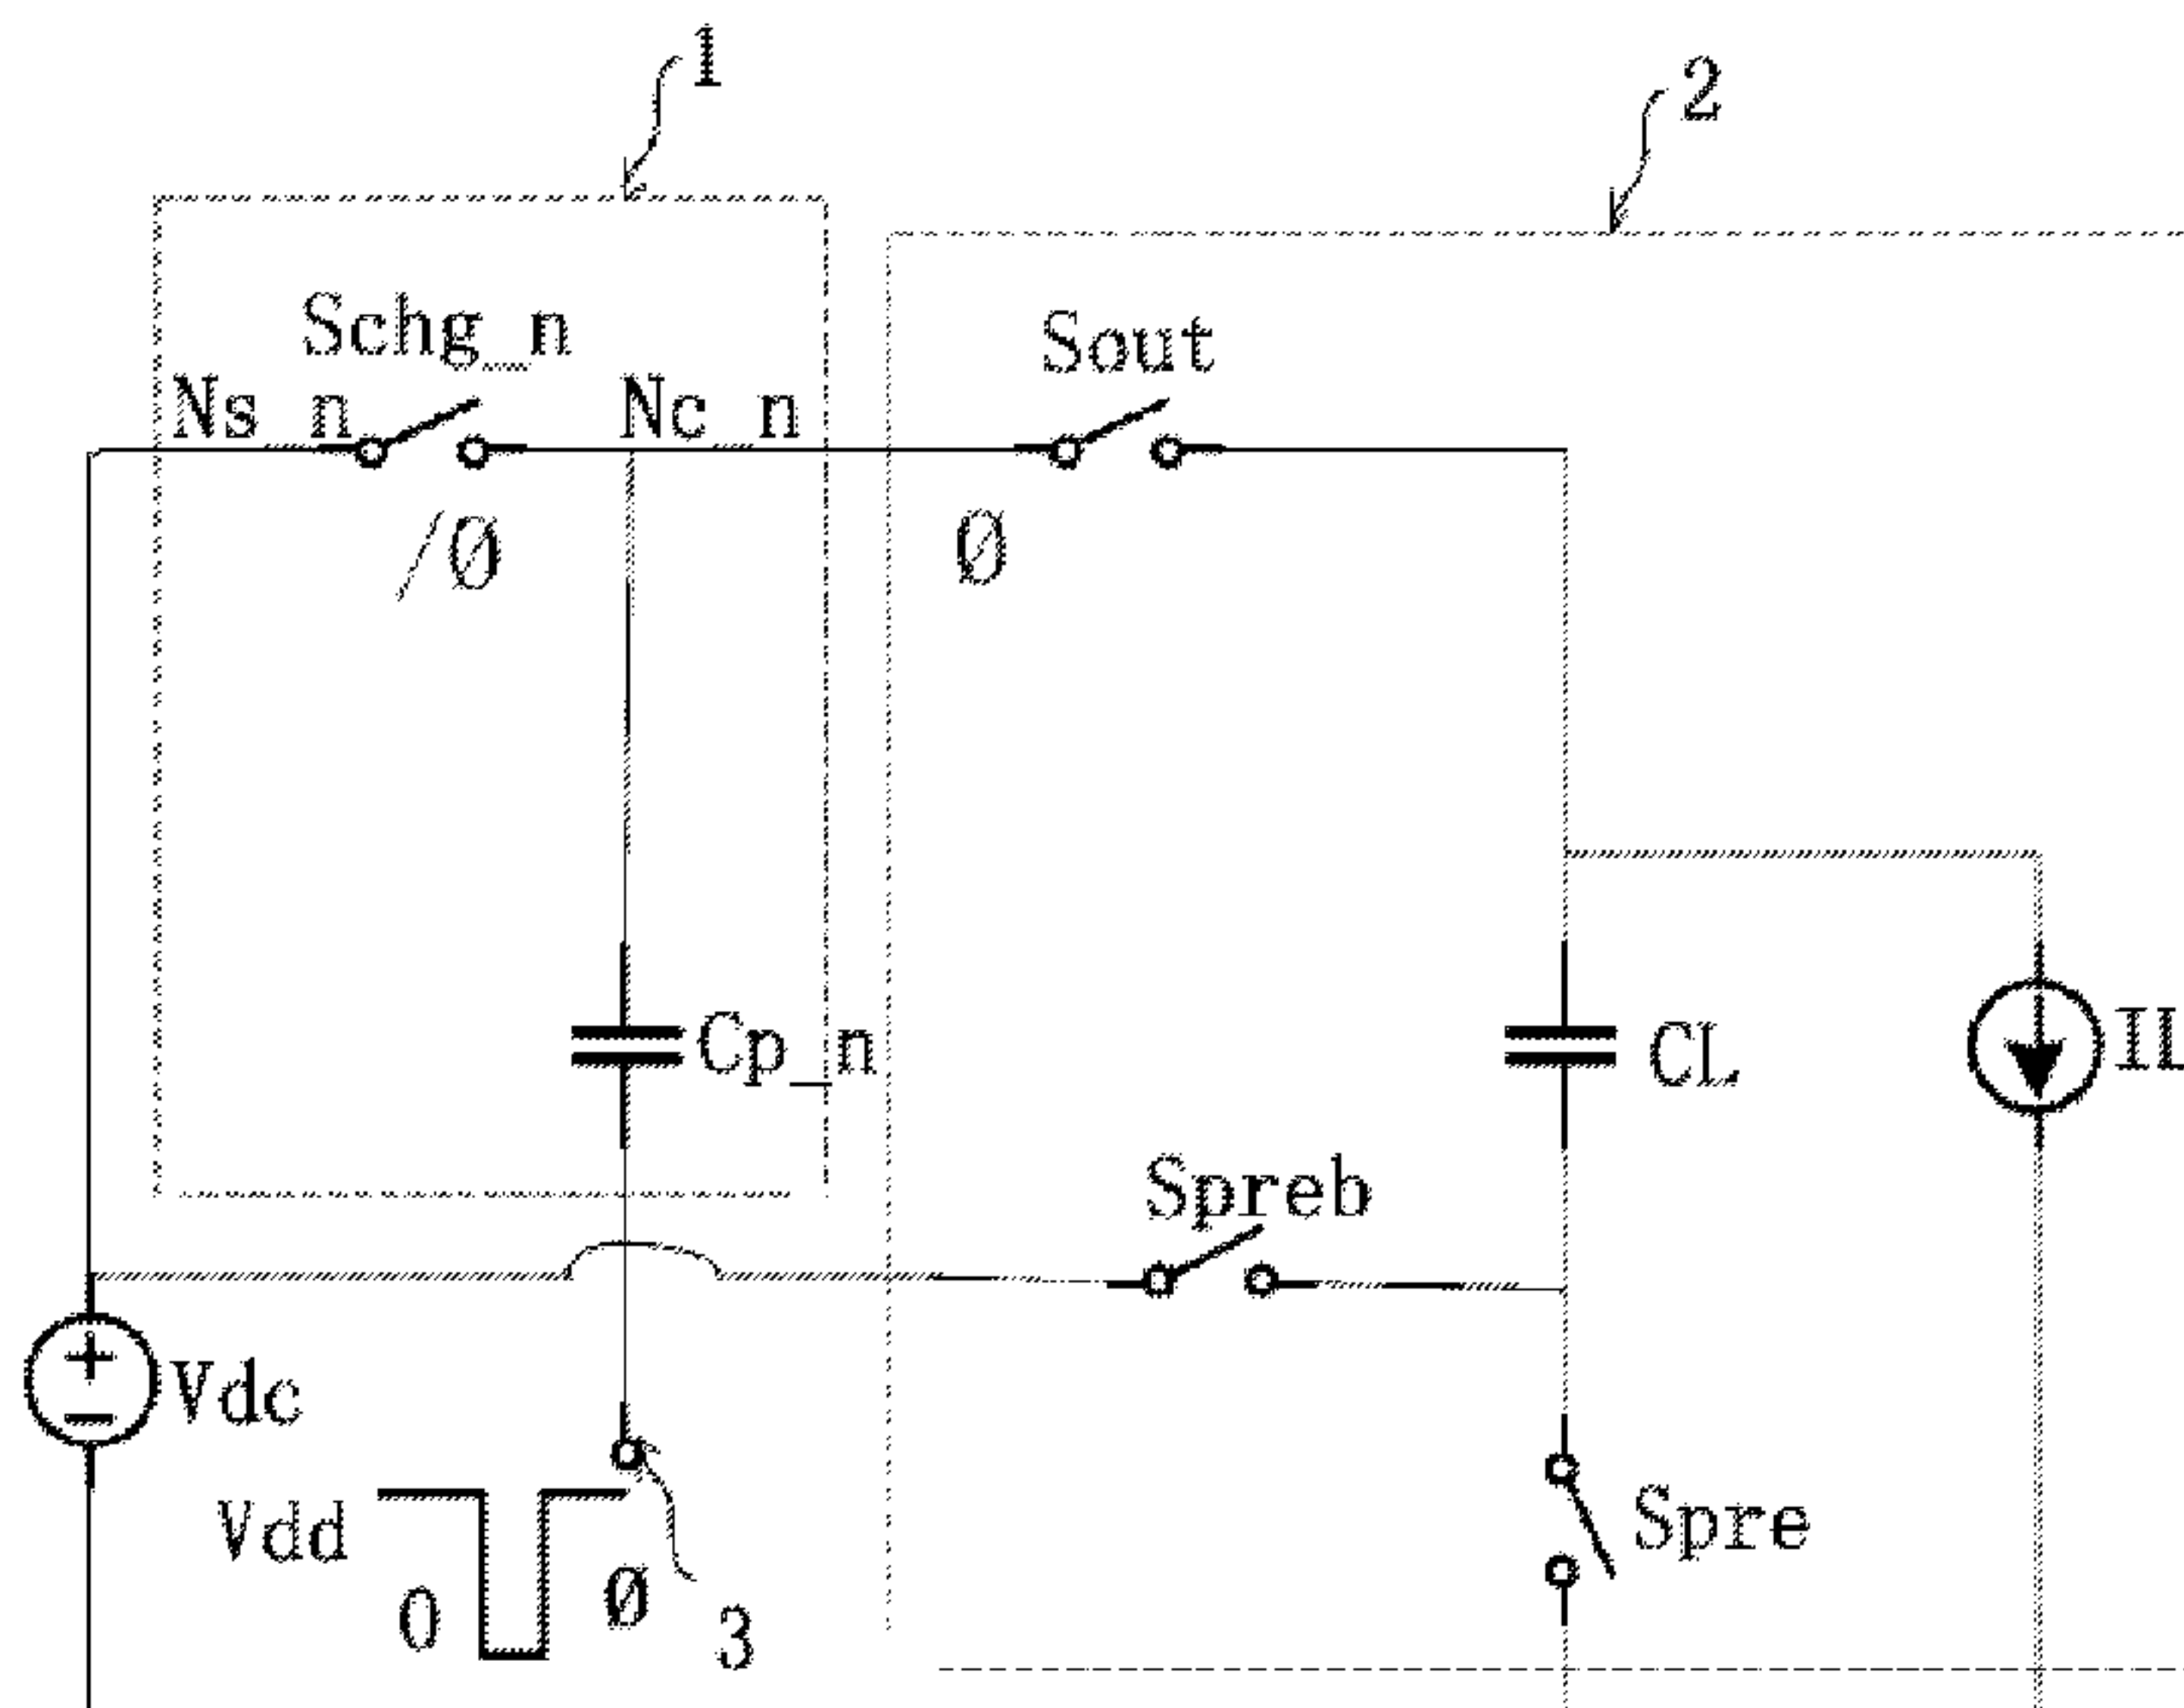 1
2
Schg_n
Sout
Ns_n
Nc_n
/Ø
Ø
Cp_n
CL
IL
Spreb
+
−
Vdc
Vdd
0
Ø
3
Spre